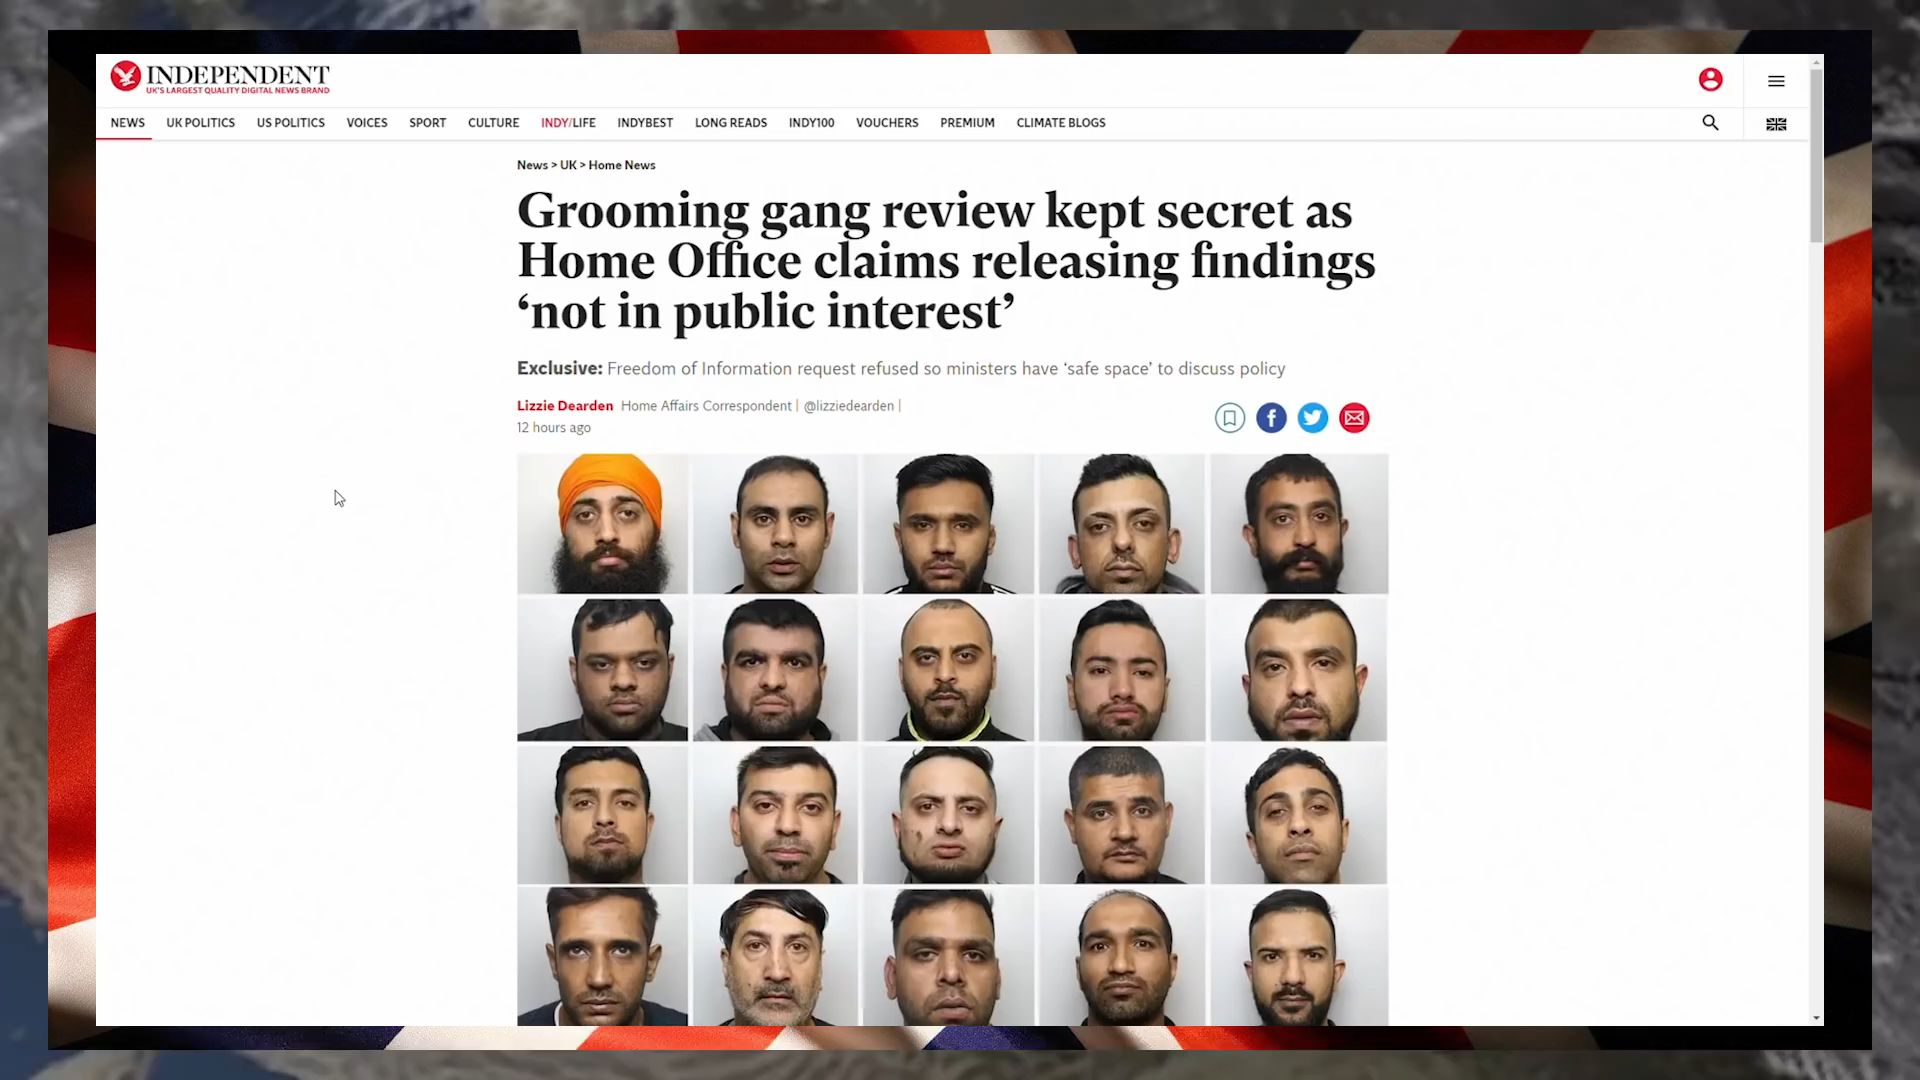 INDEPENDENT
UK'S LARGEST QUALITY DIGITAL NEWS BRAND
NEWS UK POLITICS US POLITICS VOICES SPORT CULTURE INDY/LIFE INDYBEST LONG READS INDY100 VOUCHERS PREMIUM CLIMATE BLOGS
News > UK > Home News
Grooming gang review kept secret as
Home Office claims releasing findings
‘not in public interest’
Exclusive: Freedom of Information request refused so ministers have ‘safe space’ to discuss policy
Lizzie Dearden Home Affairs Correspondent | @lizziedearden |
12 hours ago